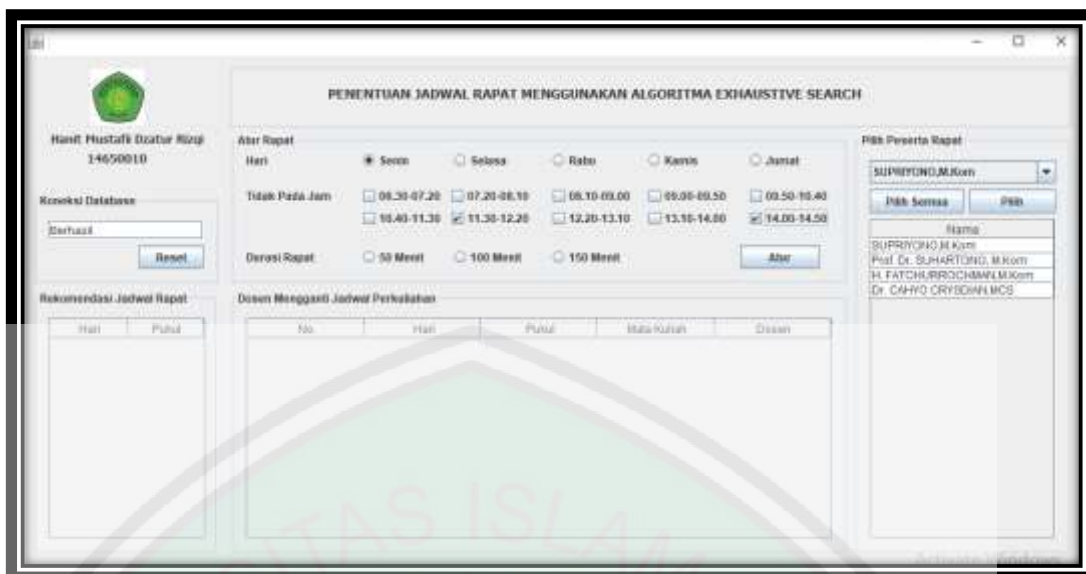 PENENTUAN JADWAL RAPAT MENGGUNAKAN ALGORITMA EXHAUSTIVE SEARCH
Hanit Mustafii Dzatur Rizqi
14650010
Koneksi Database
Berhasil
Reset
Atur Rapat
Hari
Senin
Selasa
Rabu
Kamis
Jumat
Tidak Pada Jam
06.30-07.20
07.20-08.10
08.10-09.00
09.00-09.50
09.50-10.40
10.40-11.30
11.30-12.20
12.20-13.10
13.10-14.00
14.00-14.50
Durasi Rapat
50 Menit
100 Menit
150 Menit
Atur
Pilih Peserta Rapat
SUPRIYONO,M.Kom
Pilih Semua
Pilih
Nama
SUPRIYONO,M.Kom
Prof. Dr. SUHARTONO, M.Kom
H. FATCHURROCHMAN,M.Kom
Dr. CAHYO CRYSDIAN,MCS
Rekomendasi Jadwal Rapat
Hari
Pukul
Dosen Mengganti Jadwal Perkuliahan
No.
Hari
Pukul
Mata Kuliah
Dosen
Activate Windows